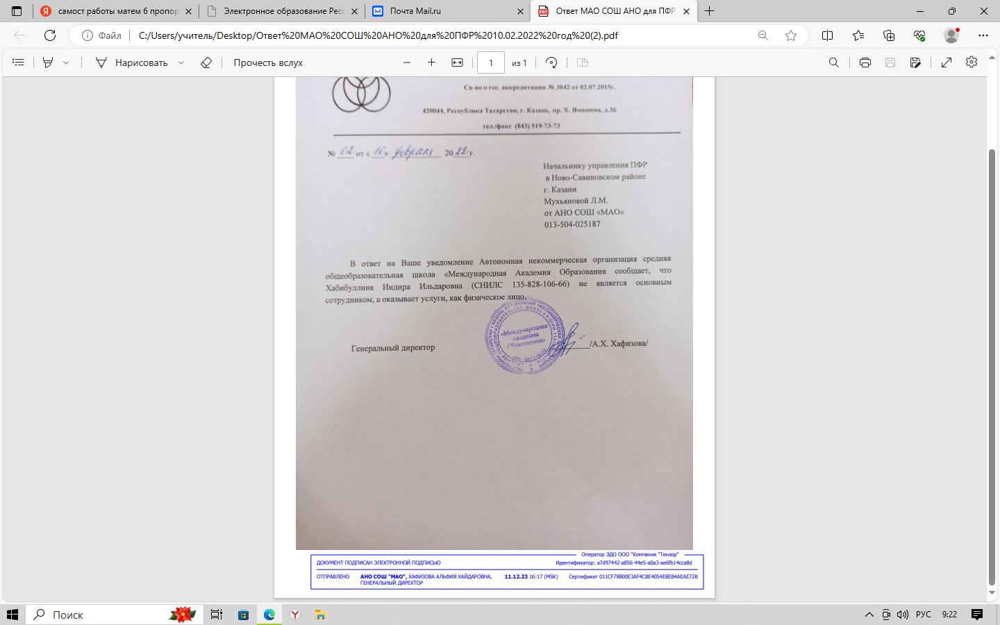 самост работы матем 6 пропор
Электронное образование Рес
Почта Mail.ru
Ответ МАО СОШ АНО для ПФР
Файл
C:/Users/учитель/Desktop/Ответ%20МАО%20СОШ%20АНО%20для%20ПФР%2010.02.2022%20год%20(2).pdf
Нарисовать
Прочесть вслух
1 из 1
Св-во о гос. аккредитации № 3042 от 02.07.2015г.
420044, Республика Татарстан, г. Казань, пр. Х. Ямашева, д.36
тел./факс (843) 519-73-73
№ 02 от « 10 » февраля 2022 г.
Начальнику управления ПФР
в Ново-Савиновском районе
г. Казани
Мухьяновой Л.М.
от АНО СОШ «МАО»
013-504-025187
В ответ на Ваше уведомление Автономная некоммерческая организация средняя
общеобразовательная школа «Международная Академия Образования сообщает, что
Хабибуллина Индира Ильдаровна (СНИЛС 135-828-106-66) не является основным
сотрудником, а оказывает услуги, как физическое лицо.
«Международная
академия
Образования»
Генеральный директор
/А.Х. Хафизова/
Оператор ЭДО ООО "Компания "Тензор"
ДОКУМЕНТ ПОДПИСАН ЭЛЕКТРОННОЙ ПОДПИСЬЮ
Идентификатор: a7d97442-a856-44e5-a0a3-ae6fb14cca8d
ОТПРАВЛЕНО
АНО СОШ "МАО", ХАФИЗОВА АЛЬФИЯ ХАЙДАРОВНА,
ГЕНЕРАЛЬНЫЙ ДИРЕКТОР
11.12.23 16:17 (MSK)
Сертификат 011CF78800E3AF4CBE4054E8EB4AEAE72B
Поиск
РУС
9:22